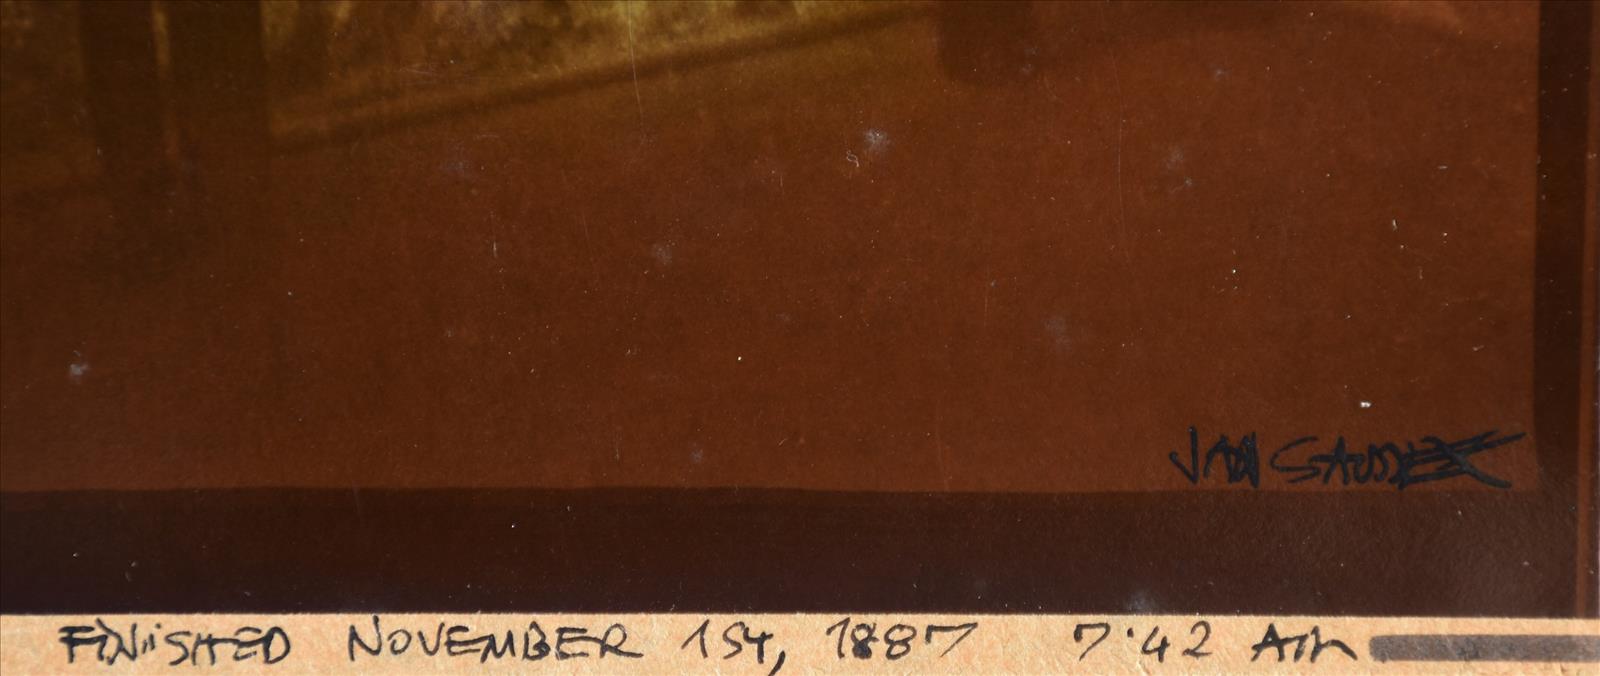 JAN SAUDEK
FINISHED NOVEMBER 1ST, 1887 7:42 AM